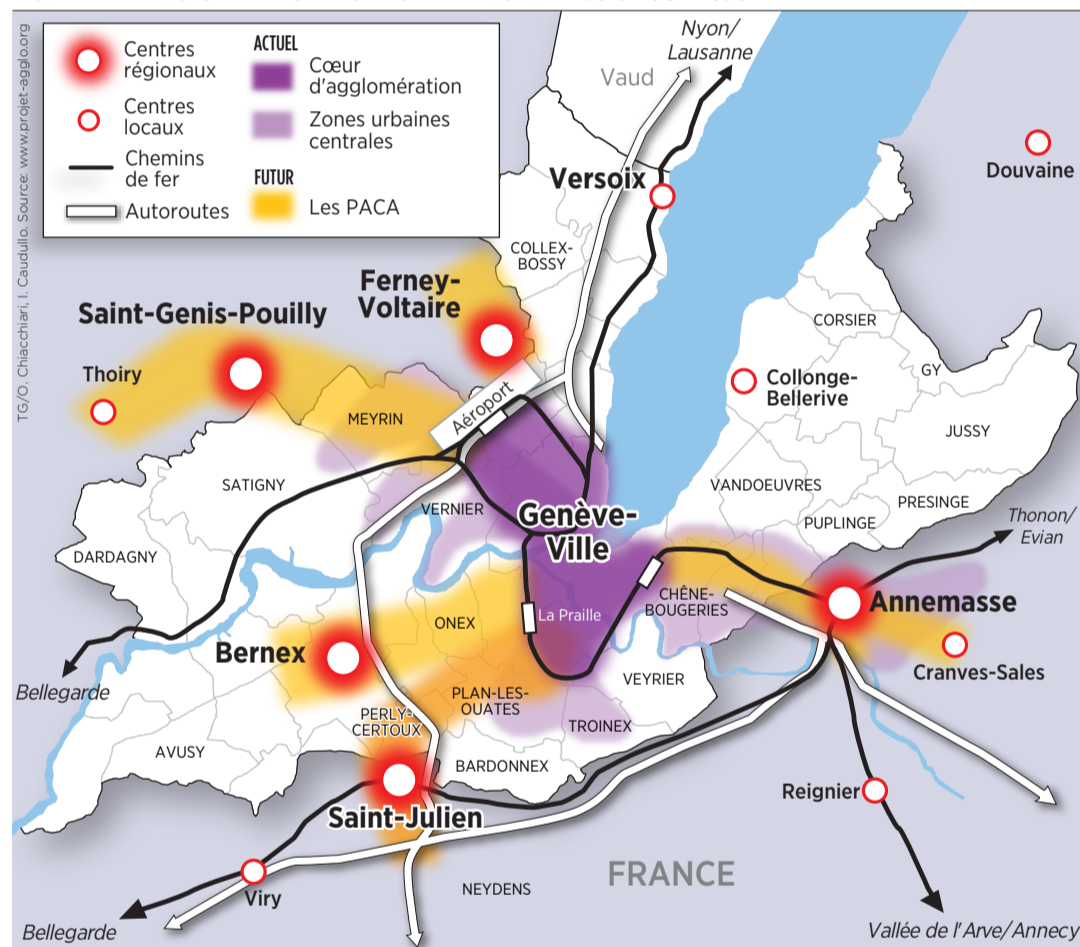 TG/O. Chiacchiari, I. Caudullo. Source: www.projet-agglo.org
Centres
régionaux
Centres
locaux
Chemins
de fer
Autoroutes
ACTUEL
Cœur
d'agglomération
Zones urbaines
centrales
FUTUR
Les PACA
Nyon/
Lausanne
Vaud
Versoix
Douvaine
COLLEX-
BOSSY
Ferney-
Voltaire
Saint-Genis-Pouilly
Thoiry
CORSIER
GY
Collonge-
Bellerive
JUSSY
MEYRIN
Aéroport
SATIGNY
VERNIER
Genève-
Ville
VANDOEUVRES
PRESINGE
PUPLINGE
Thonon/
Evian
DARDAGNY
La Praille
CHÊNE-
BOUGERIES
Annemasse
ONEX
Bernex
Cranves-Sales
Bellegarde
VEYRIER
PLAN-LES-
OUATES
PERLY-
CERTOUX
TROINEX
AVUSY
BARDONNEX
Reignier
Saint-Julien
FRANCE
Viry
NEYDENS
Bellegarde
Vallée de l'Arve/Annecy